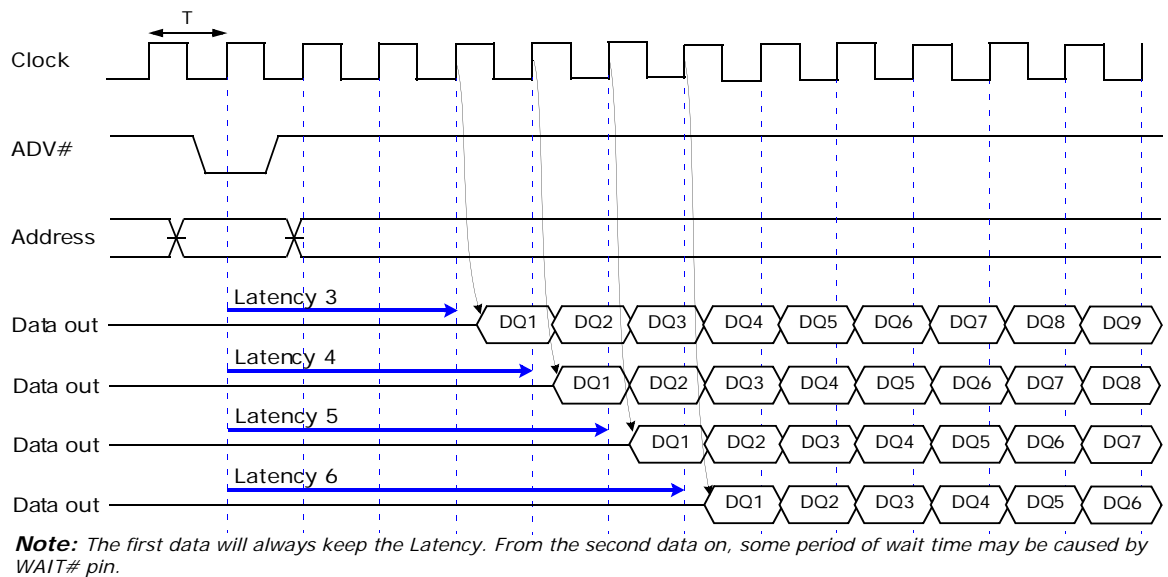 T
Clock
ADV#
Address
Latency 3
Data out DQ1 DQ2 DQ3 DQ4 DQ5 DQ6 DQ7 DQ8 DQ9
Latency 4
Data out DQ1 DQ2 DQ3 DQ4 DQ5 DQ6 DQ7 DQ8
Latency 5
Data out DQ1 DQ2 DQ3 DQ4 DQ5 DQ6 DQ7
Latency 6
Data out DQ1 DQ2 DQ3 DQ4 DQ5 DQ6
Note: The first data will always keep the Latency. From the second data on, some period of wait time may be caused by
WAIT# pin.